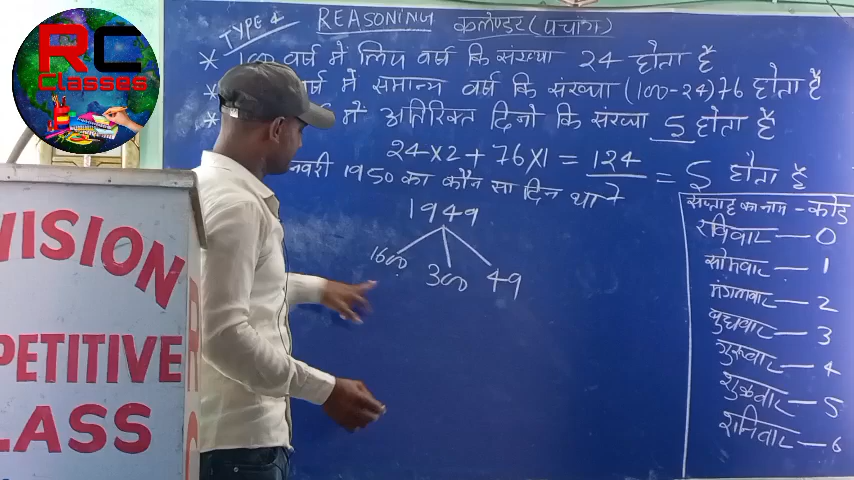 RC
Classes
TYPE 4
REASONING कलेण्डर (पचांग)
* 100 वर्ष में लिप वर्ष कि संख्या 24 होता है
* वर्ष में समान्य वर्ष कि संख्या (100-24) 76 होता है
* में अतिरिक्त दिनो कि संख्या 5 होता है
24×2 + 76×1 = 124/7 = 5 होता है
नवरी 1950 का कौन सा दिन था
1949
1600 300 49
सप्ताह का नाम - कोड
रविवार — 0
सोमवार — 1
मंगलवार — 2
बुधवार — 3
गुरूवार — 4
शुक्रवार — 5
शनिवार — 6
VISION
PETITIVE
LASS